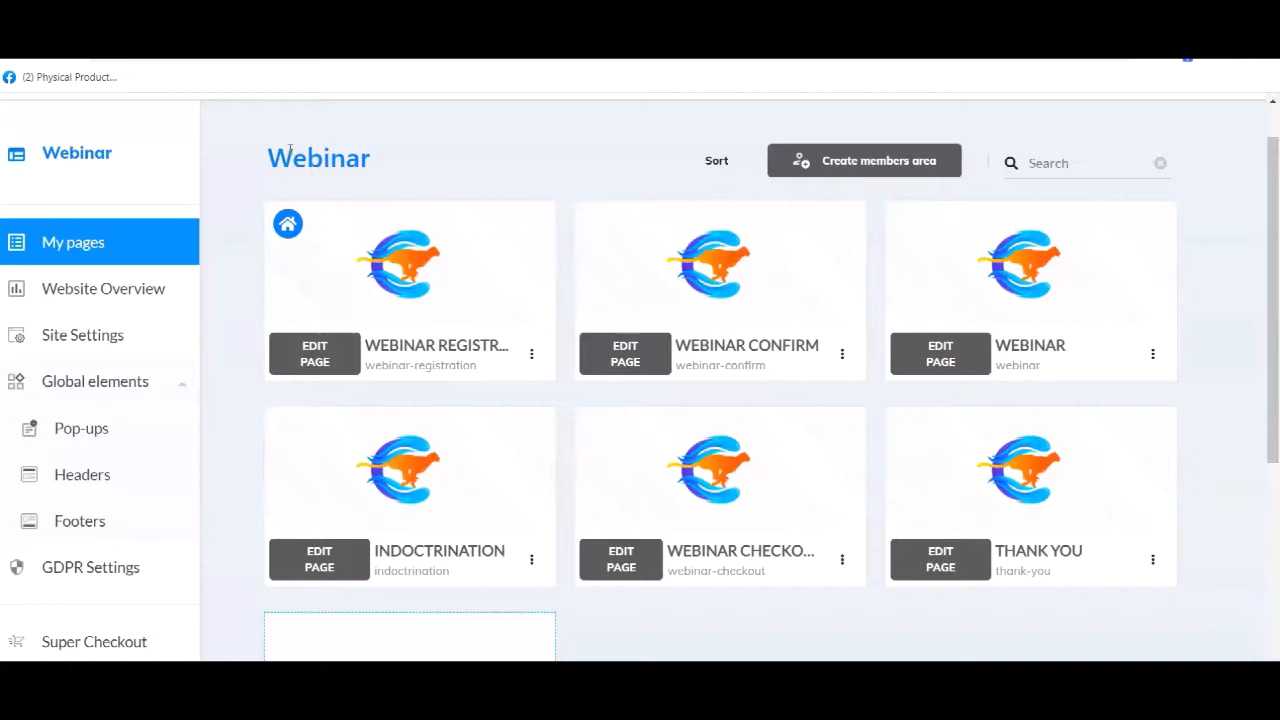 (2) Physical Product...
Webinar
My pages
Website Overview
Site Settings
Global elements
Pop-ups
Headers
Footers
GDPR Settings
Super Checkout
Webinar
Sort
Create members area
Search
EDIT
PAGE
WEBINAR REGISTR...
webinar-registration
EDIT
PAGE
WEBINAR CONFIRM
webinar-confirm
EDIT
PAGE
WEBINAR
webinar
EDIT
PAGE
INDOCTRINATION
indoctrination
EDIT
PAGE
WEBINAR CHECKO...
webinar-checkout
EDIT
PAGE
THANK YOU
thank-you